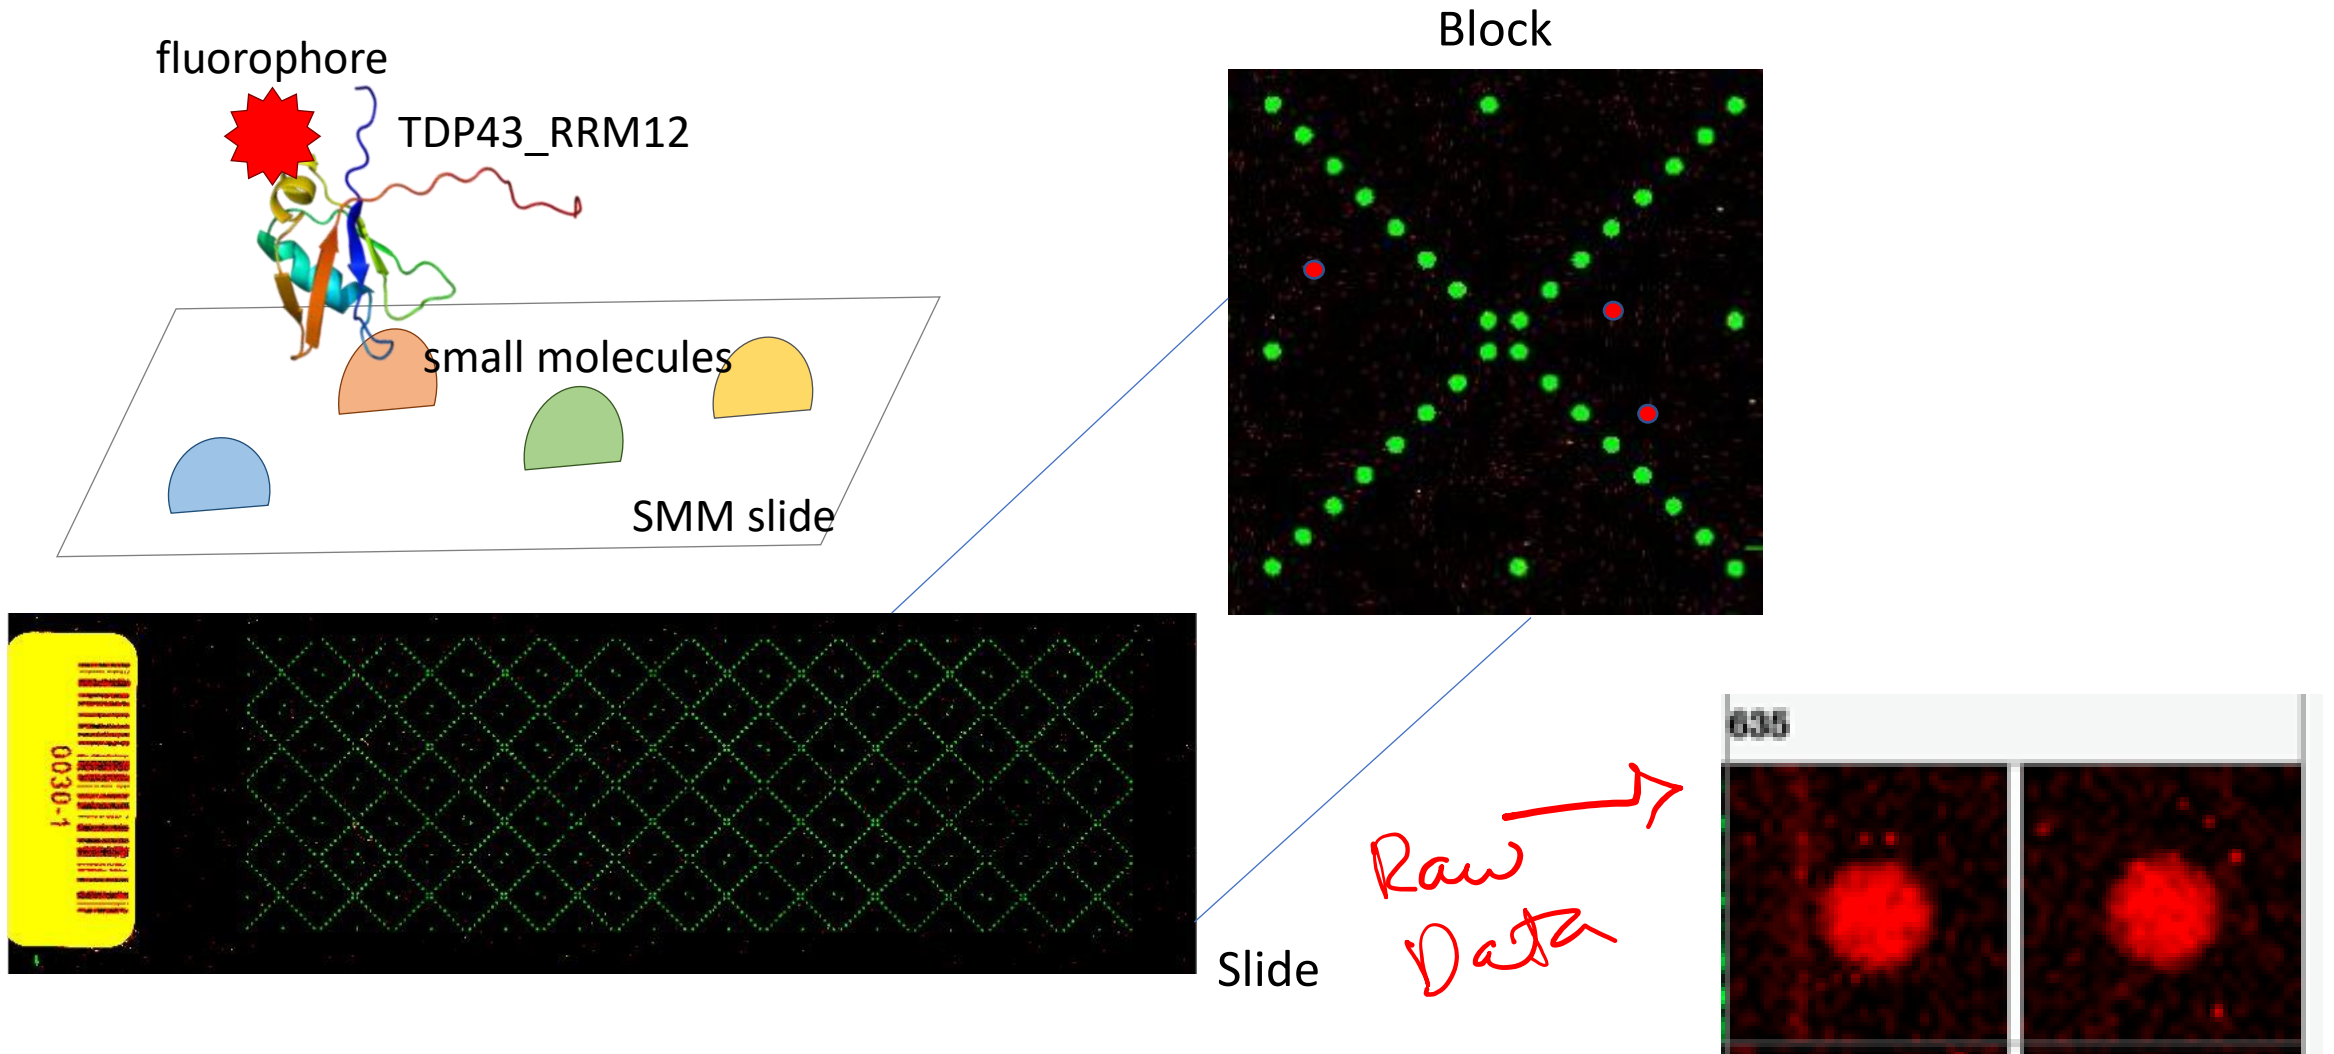 fluorophore
TDP43_RRM12
small molecules
SMM slide
Block
0030-1
Slide
Raw
Data
635